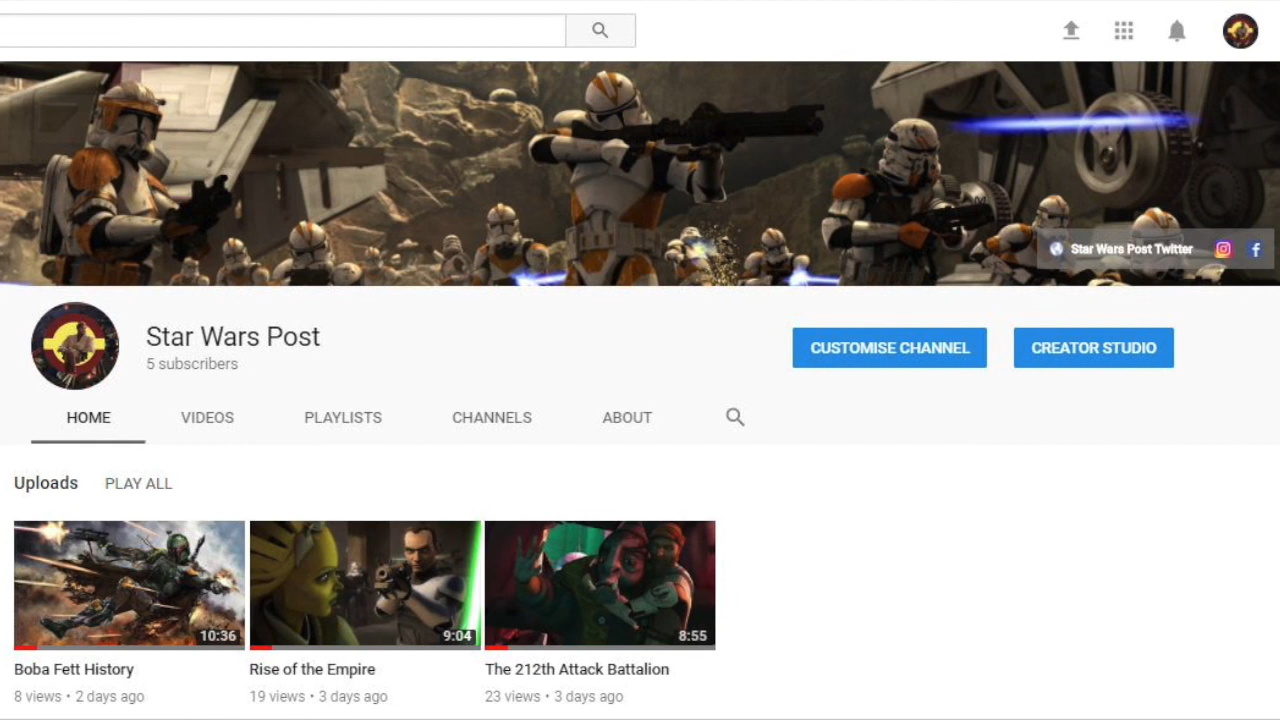 Star Wars Post Twitter
Star Wars Post
5 subscribers
CUSTOMISE CHANNEL CREATOR STUDIO
HOME VIDEOS PLAYLISTS CHANNELS ABOUT
Uploads PLAY ALL
10:36 9:04 8:55
Boba Fett History Rise of the Empire The 212th Attack Battalion
8 views • 2 days ago 19 views • 3 days ago 23 views • 3 days ago